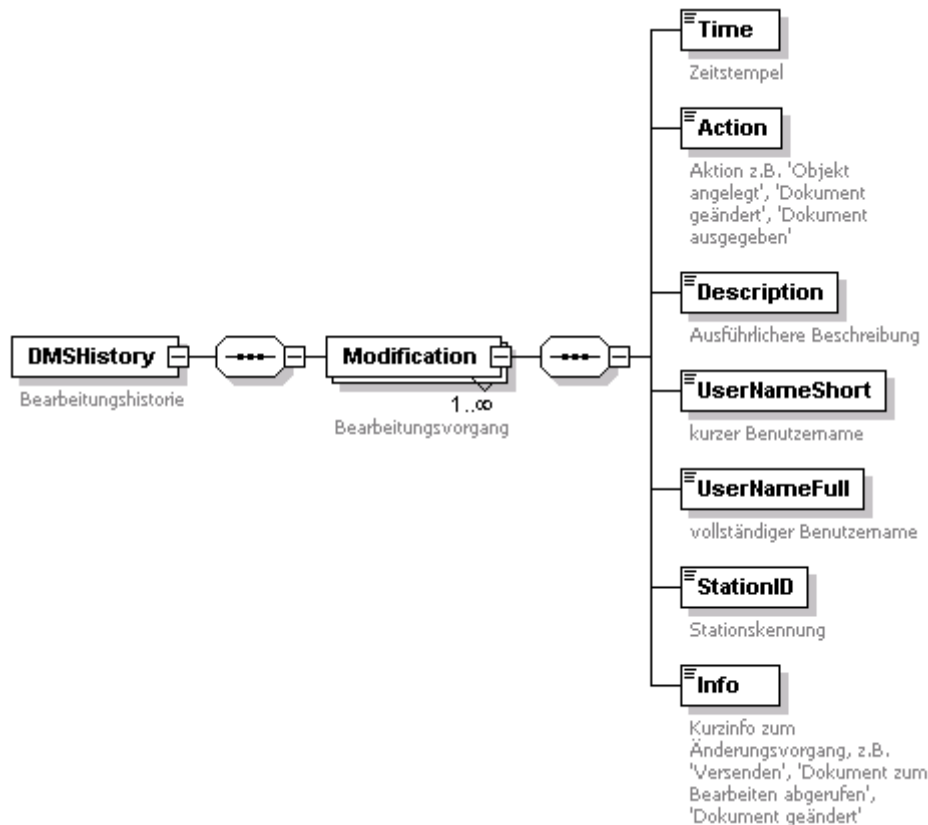 Time
Zeitstempel
Action
Aktion z.B. 'Objekt
angelegt', 'Dokument
geändert', 'Dokument
ausgegeben'
Description
Ausführlichere Beschreibung
DMSHistory
Bearbeitungshistorie
Modification
1..∞
Bearbeitungsvorgang
UserNameShort
kurzer Benutzername
UserNameFull
vollständiger Benutzername
StationID
Stationskennung
Info
Kurzinfo zum
Änderungsvorgang, z.B.
'Versenden', 'Dokument zum
Bearbeiten abgerufen',
'Dokument geändert'